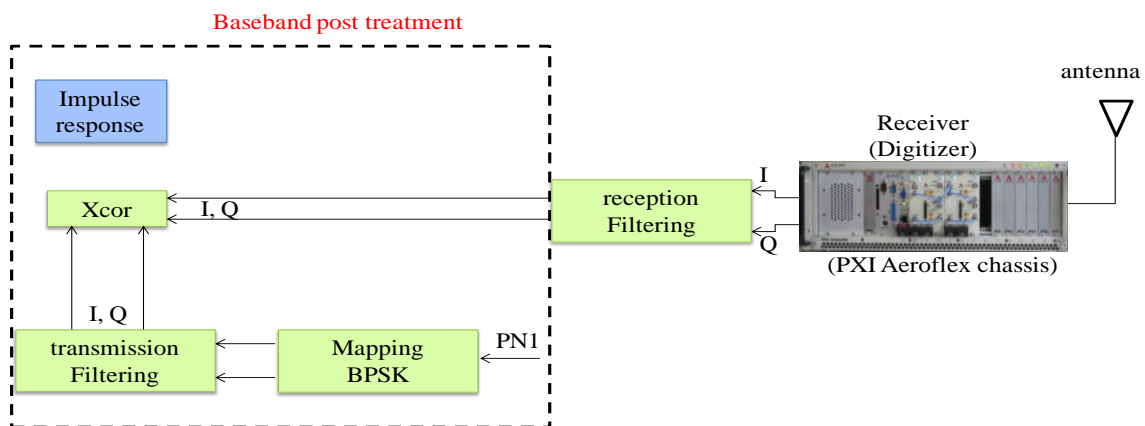 Baseband post treatment
antenna
Impulse
response
Receiver
(Digitizer)
I
Xcor
I, Q
reception
Filtering
Q
(PXI Aeroflex chassis)
I, Q
PN1
transmission
Filtering
Mapping
BPSK